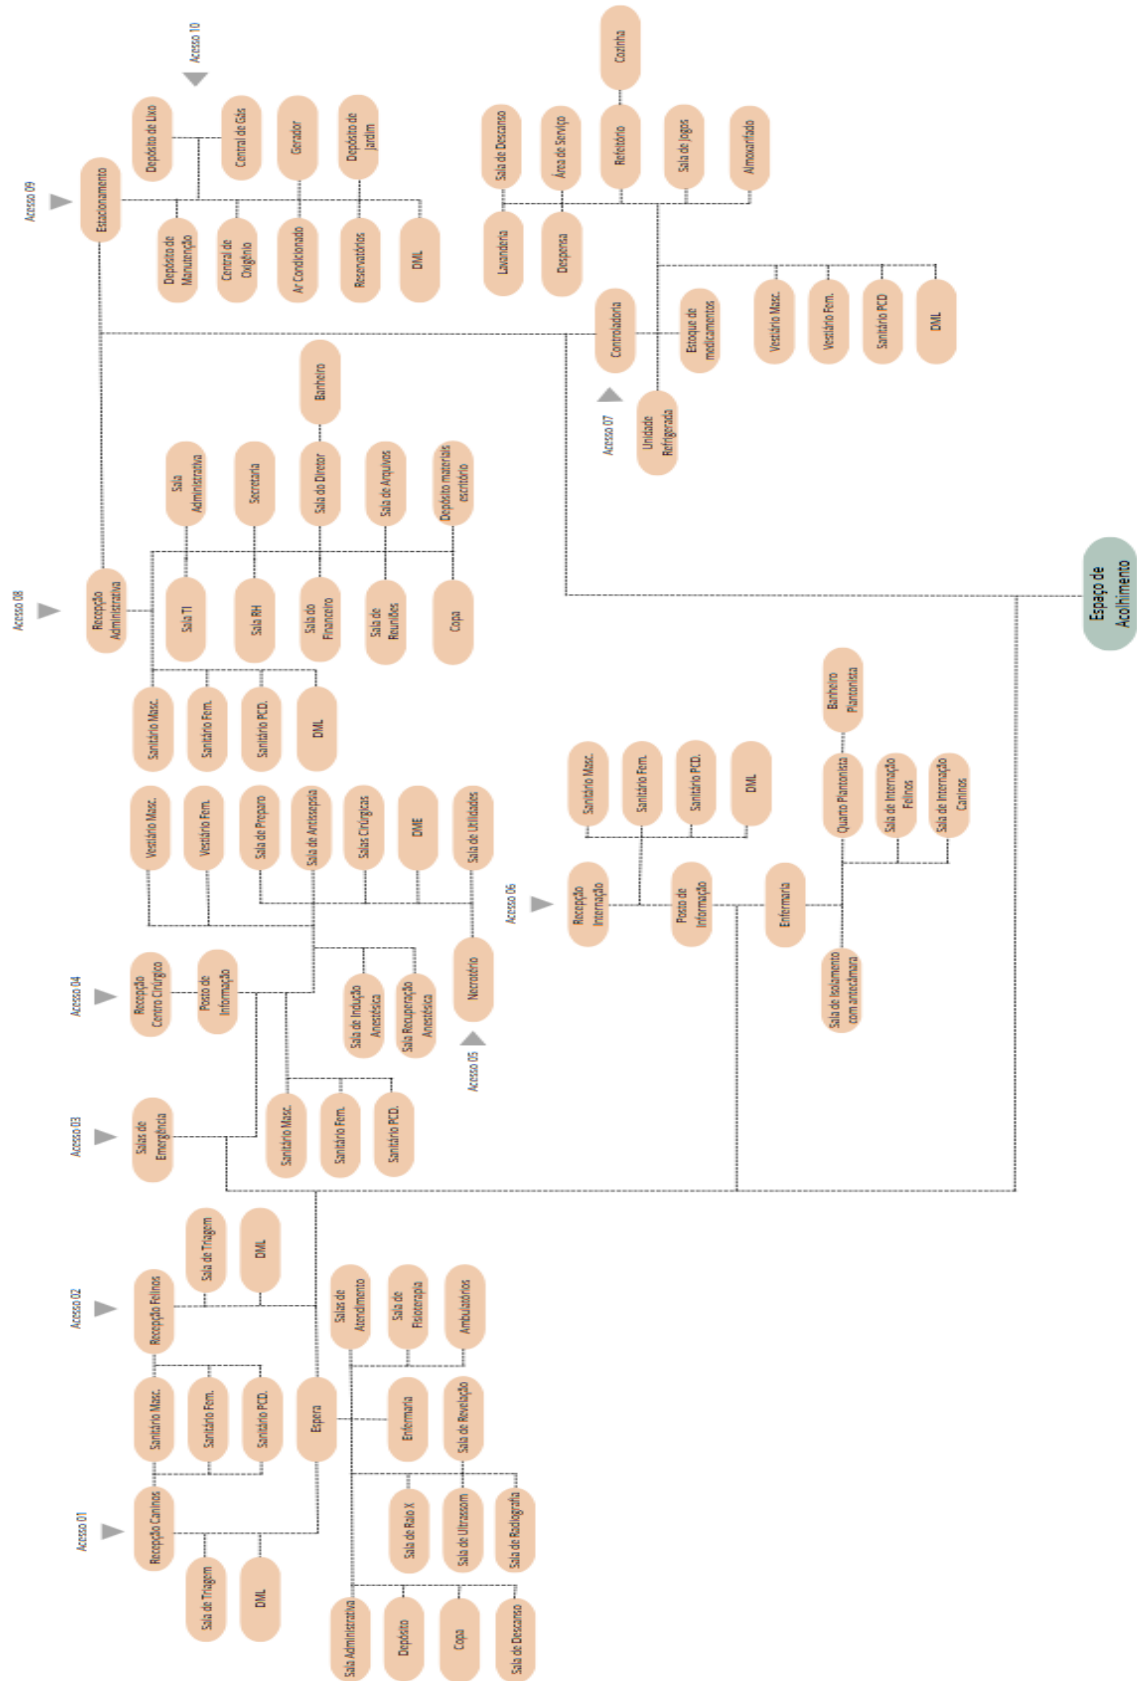 Acesso 01
Recepção Caninos
Sala de Triagem
DML
Sanitário Masc.
Sanitário Fem.
Sanitário PCD.
Acesso 02
Recepção Felinos
Sala de Triagem
DML
Espera
Sala Administrativa
Depósito
Copa
Sala de Descanso
Sala de Raio X
Sala de Ultrassom
Sala de Radiografia
Enfermaria
Sala de Revelação
Salas de
Atendimento
Sala de
Fisioterapia
Ambulatórios
Acesso 03
Salas de
Emergência
Acesso 04
Recepção
Centro Cirúrgico
Posto de
Informação
Sanitário Masc.
Sanitário Fem.
Sanitário PCD.
Sala de Indução
Anestésica
Sala Recuperação
Anestésica
Acesso 05
Necrotério
Vestiário Masc.
Vestiário Fem.
Sala de Preparo
Sala de Antissepsia
Salas Cirúrgicas
DME
Sala de Utilidades
Acesso 06
Recepção
Internação
Posto de
Informação
Sanitário Masc.
Sanitário Fem.
Sanitário PCD.
DML
Enfermaria
Sala de Isolamento
com antecâmara
Quarto Plantonista
Banheiro
Plantonista
Sala de Internação
Felinos
Sala de Internação
Caninos
Acesso 08
Recepção
Administrativa
Sanitário Masc.
Sanitário Fem.
Sanitário PCD.
DML
Sala TI
Sala RH
Sala do
Financeiro
Sala de
Reuniões
Copa
Sala
Administrativa
Secretaria
Sala do Diretor
Banheiro
Sala de Arquivos
Depósito materiais
escritório
Acesso 07
Controladoria
Unidade
Refrigerada
Estoque de
medicamentos
Vestiário Masc.
Vestiário Fem.
Sanitário PCD
DML
Lavanderia
Despensa
Sala de Descanso
Área de Serviço
Refeitório
Cozinha
Sala de Jogos
Almoxarifado
Acesso 09
Estacionamento
Acesso 10
Depósito de Lixo
Central de Gás
Gerador
Depósito de
Jardim
Depósito de
Manutenção
Central de
Oxigênio
Ar Condicionado
Reservatórios
DML
Espaço de
Acolhimento